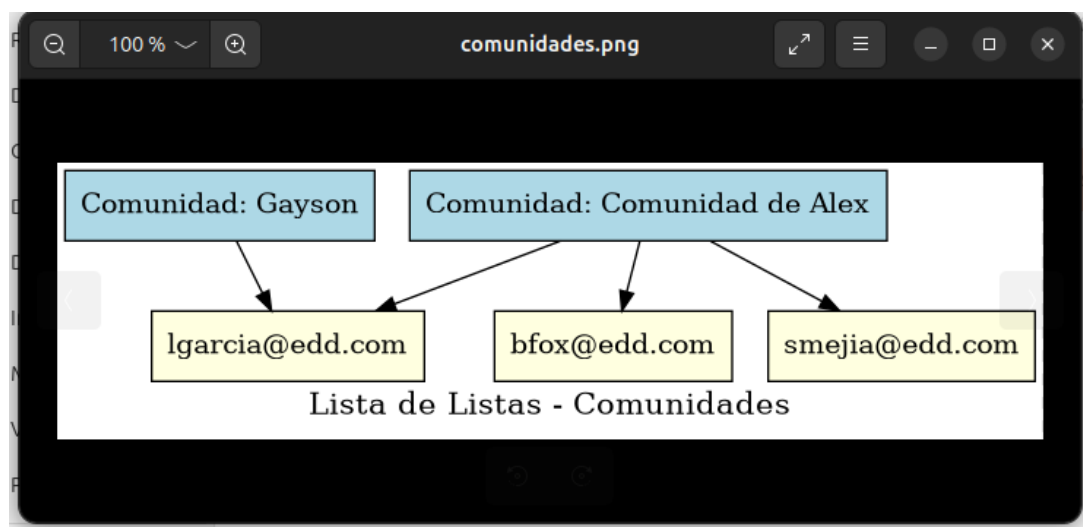 100 %
comunidades.png
Comunidad: Gayson
Comunidad: Comunidad de Alex
lgarcia@edd.com
bfox@edd.com
smejia@edd.com
Lista de Listas - Comunidades